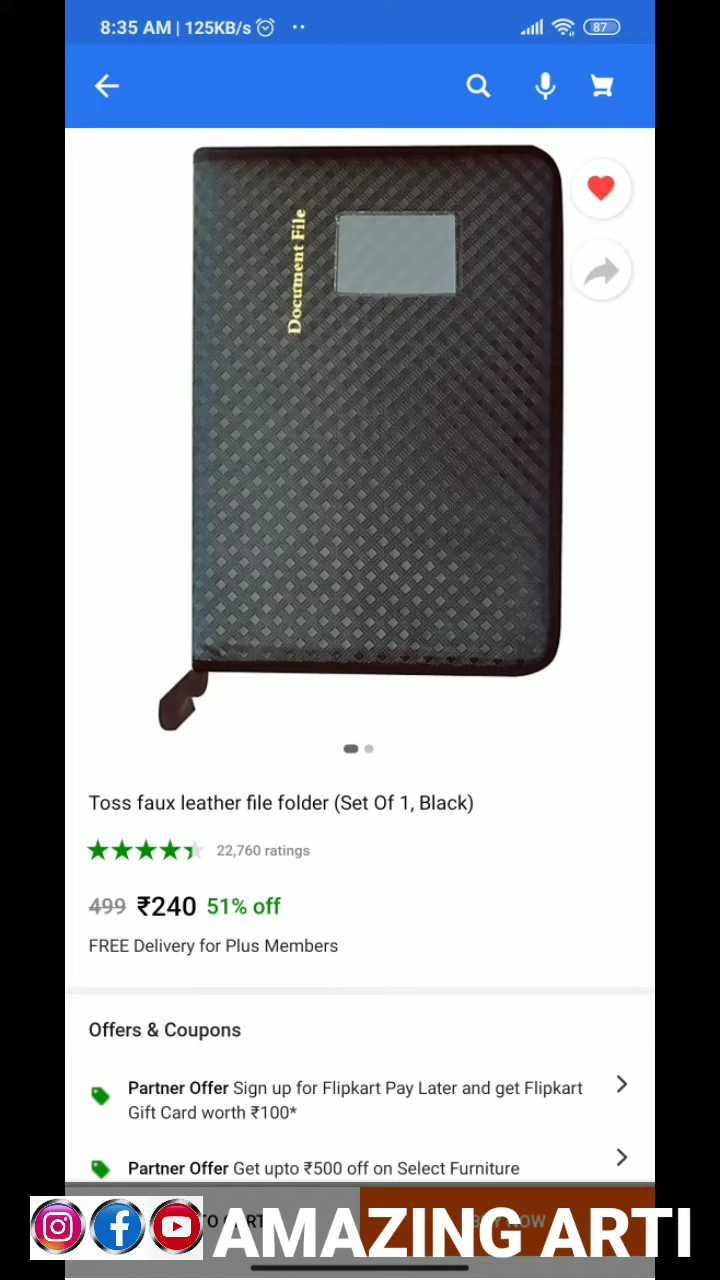 8:35 AM | 125KB/s
87
Document File
Toss faux leather file folder (Set Of 1, Black)
22,760 ratings
499 ₹240 51% off
FREE Delivery for Plus Members
Offers & Coupons
Partner Offer Sign up for Flipkart Pay Later and get Flipkart
Gift Card worth ₹100*
Partner Offer Get upto ₹500 off on Select Furniture
BUY NOW
AMAZING ARTI